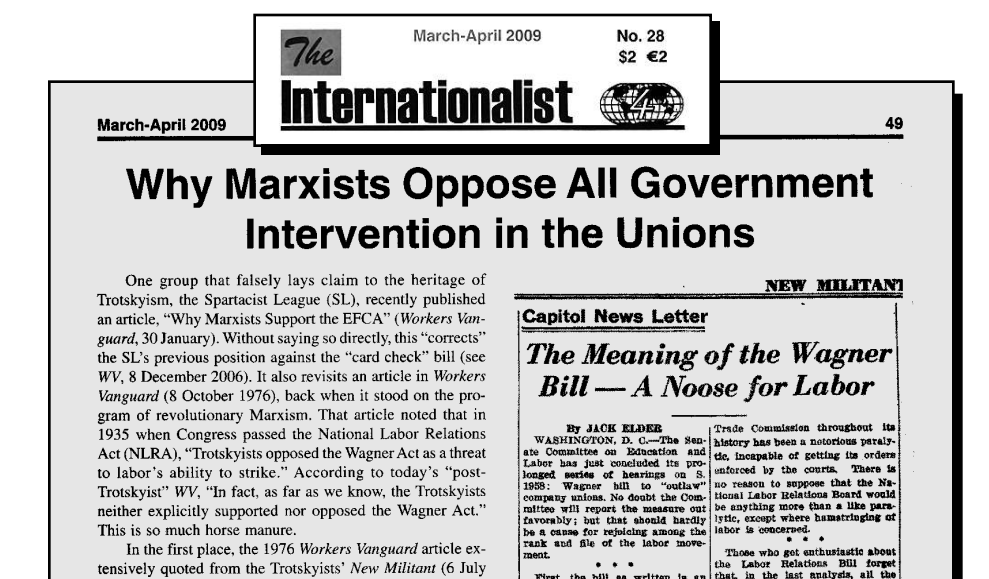 March-April 2009
No. 28
$2 €2
The
Internationalist
4
March-April 2009
49
Why Marxists Oppose All Government
Intervention in the Unions
One group that falsely lays claim to the heritage of
Trotskyism, the Spartacist League (SL), recently published
an article, “Why Marxists Support the EFCA” (Workers Van-
guard, 30 January). Without saying so directly, this “corrects”
the SL’s previous position against the “card check” bill (see
WV, 8 December 2006). It also revisits an article in Workers
Vanguard (8 October 1976), back when it stood on the pro-
gram of revolutionary Marxism. That article noted that in
1935 when Congress passed the National Labor Relations
Act (NLRA), “Trotskyists opposed the Wagner Act as a threat
to labor’s ability to strike.” According to today’s “post-
Trotskyist” WV, “In fact, as far as we know, the Trotskyists
neither explicitly supported nor opposed the Wagner Act.”
This is so much horse manure.
In the first place, the 1976 Workers Vanguard article ex-
tensively quoted from the Trotskyists’ New Militant (6 July
NEW MILITANT
Capitol News Letter
The Meaning of the Wagner
Bill — A Noose for Labor
By JACK ELDER
WASHINGTON, D. C.—The Sen-
ate Committee on Education and
Labor has just concluded its pro-
longed series of hearings on S.
1958: Wagner bill to “outlaw”
company unions. No doubt the Com-
mittee will report the measure out
favorably; but that should hardly
be a cause for rejoicing among the
rank and file of the labor move-
ment.
* * *
First, the bill as written is an
Trade Commission throughout its
history has been a notorious paraly-
tic, incapable of getting its orders
enforced by the courts. There is
no reason to suppose that the Na-
tional Labor Relations Board would
be anything more than a like para-
lytic, except where hamstringing of
labor is concerned.
* * *
Those who get enthusiastic about
the Labor Relations Bill forget
that, in the last analysis, all the